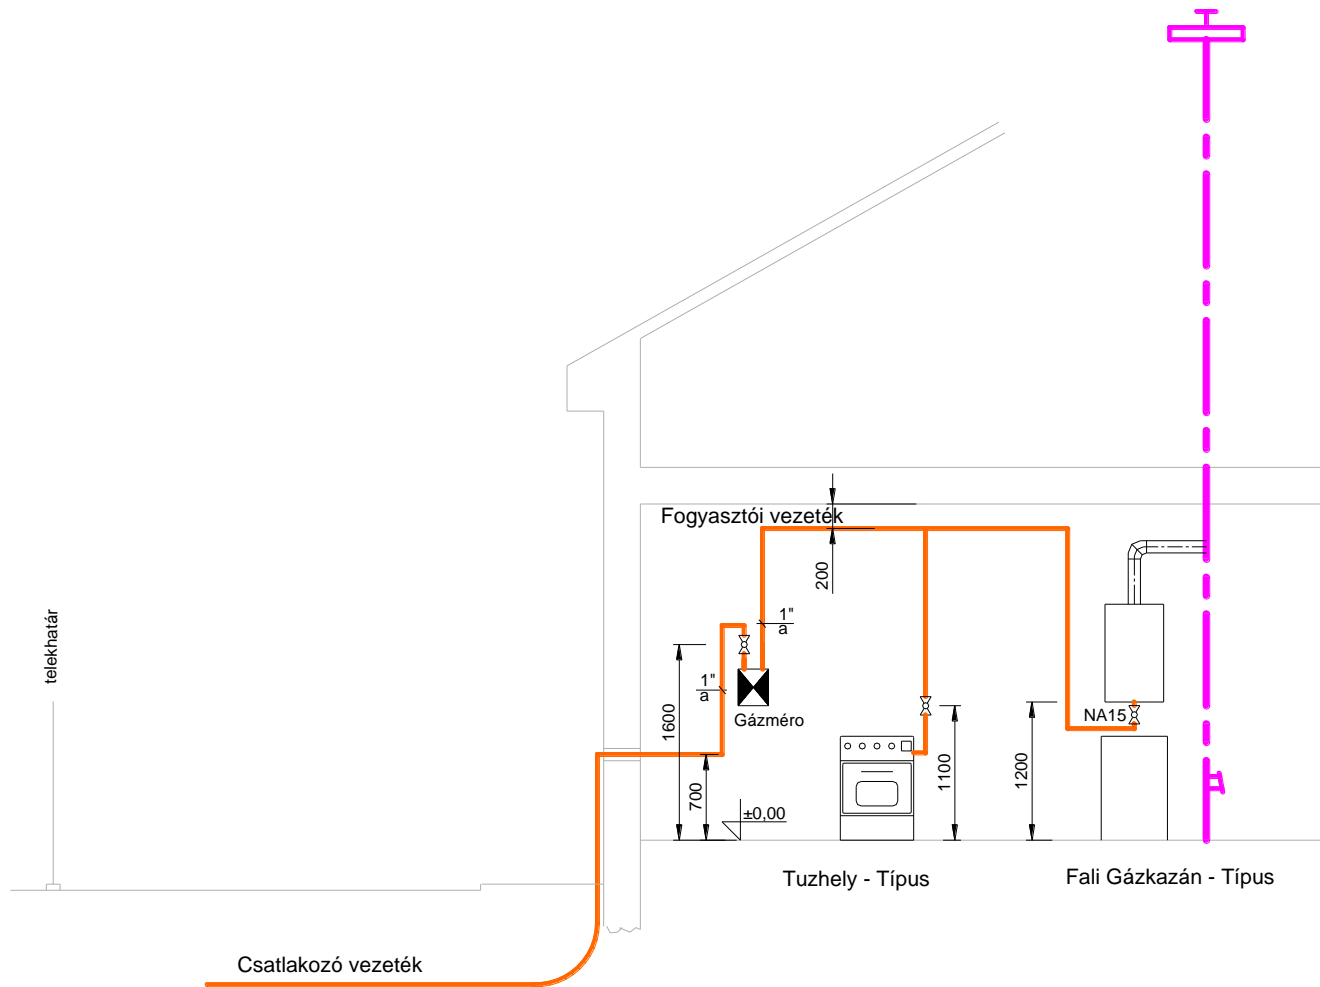 Fogyasztói vezeték
200
1"
a
telekhatár
1"
a
1600
Gázméro
NA15
700
1100
1200
±0,00
Tuzhely - Típus
Fali Gázkazán - Típus
Csatlakozó vezeték